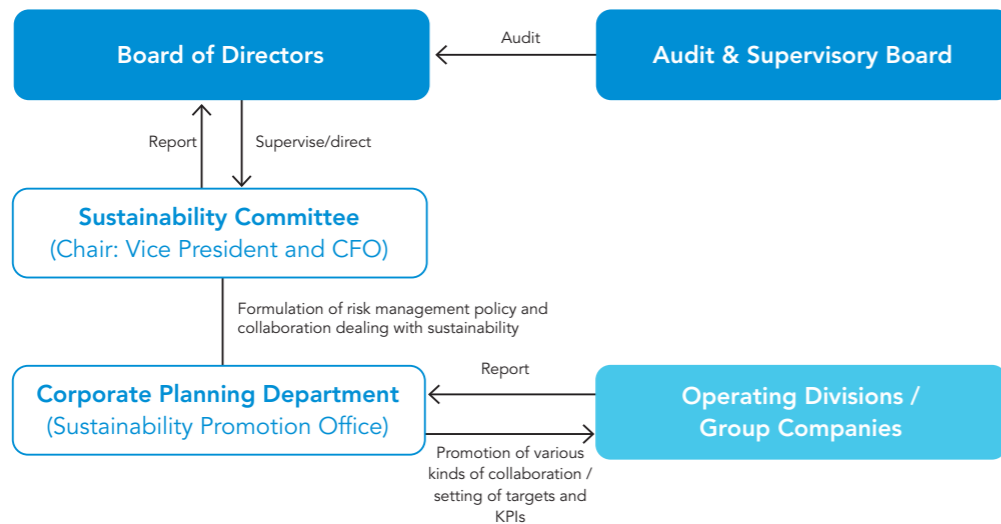 Board of Directors
Audit
Audit & Supervisory Board
Report
Supervise/direct
Sustainability Committee
(Chair: Vice President and CFO)
Formulation of risk management policy and
collaboration dealing with sustainability
Corporate Planning Department
(Sustainability Promotion Office)
Report
Operating Divisions /
Group Companies
Promotion of various
kinds of collaboration /
setting of targets and
KPIs